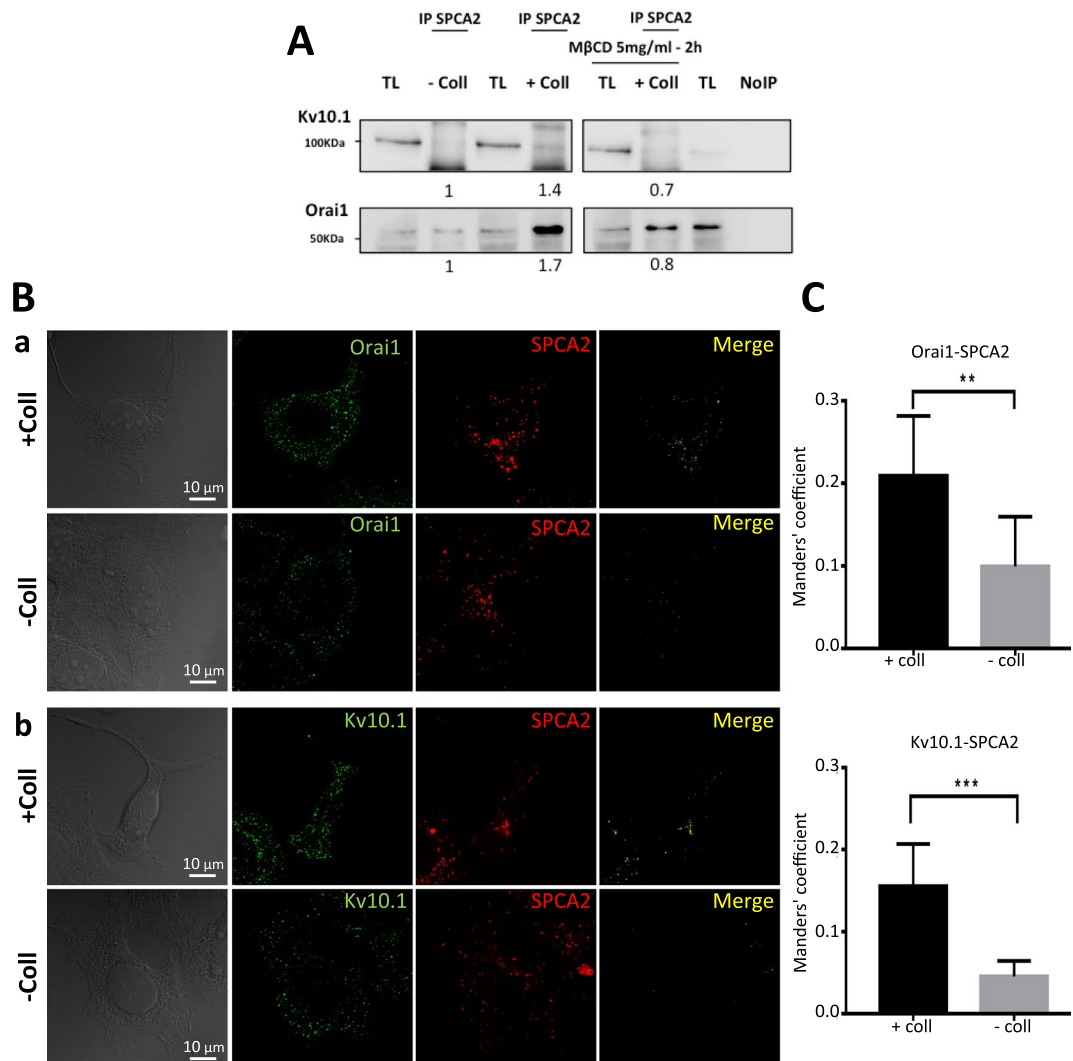 A
IP SPCA2 IP SPCA2 IP SPCA2
MβCD 5mg/ml - 2h
TL - Coll TL + Coll TL + Coll TL NoIP
Kv10.1
100KDa
1 1.4 0.7
Orai1
50KDa
1 1.7 0.8
B
a
+Coll
10 µm
Orai1
SPCA2
Merge
-Coll
10 µm
Orai1
SPCA2
Merge
b
+Coll
10 µm
Kv10.1
SPCA2
Merge
-Coll
10 µm
Kv10.1
SPCA2
Merge
C
Orai1-SPCA2
**
Manders' coefficient
0.3
0.2
0.1
0.0
+ coll - coll
Kv10.1-SPCA2
***
Manders' coefficient
0.3
0.2
0.1
0.0
+ coll - coll